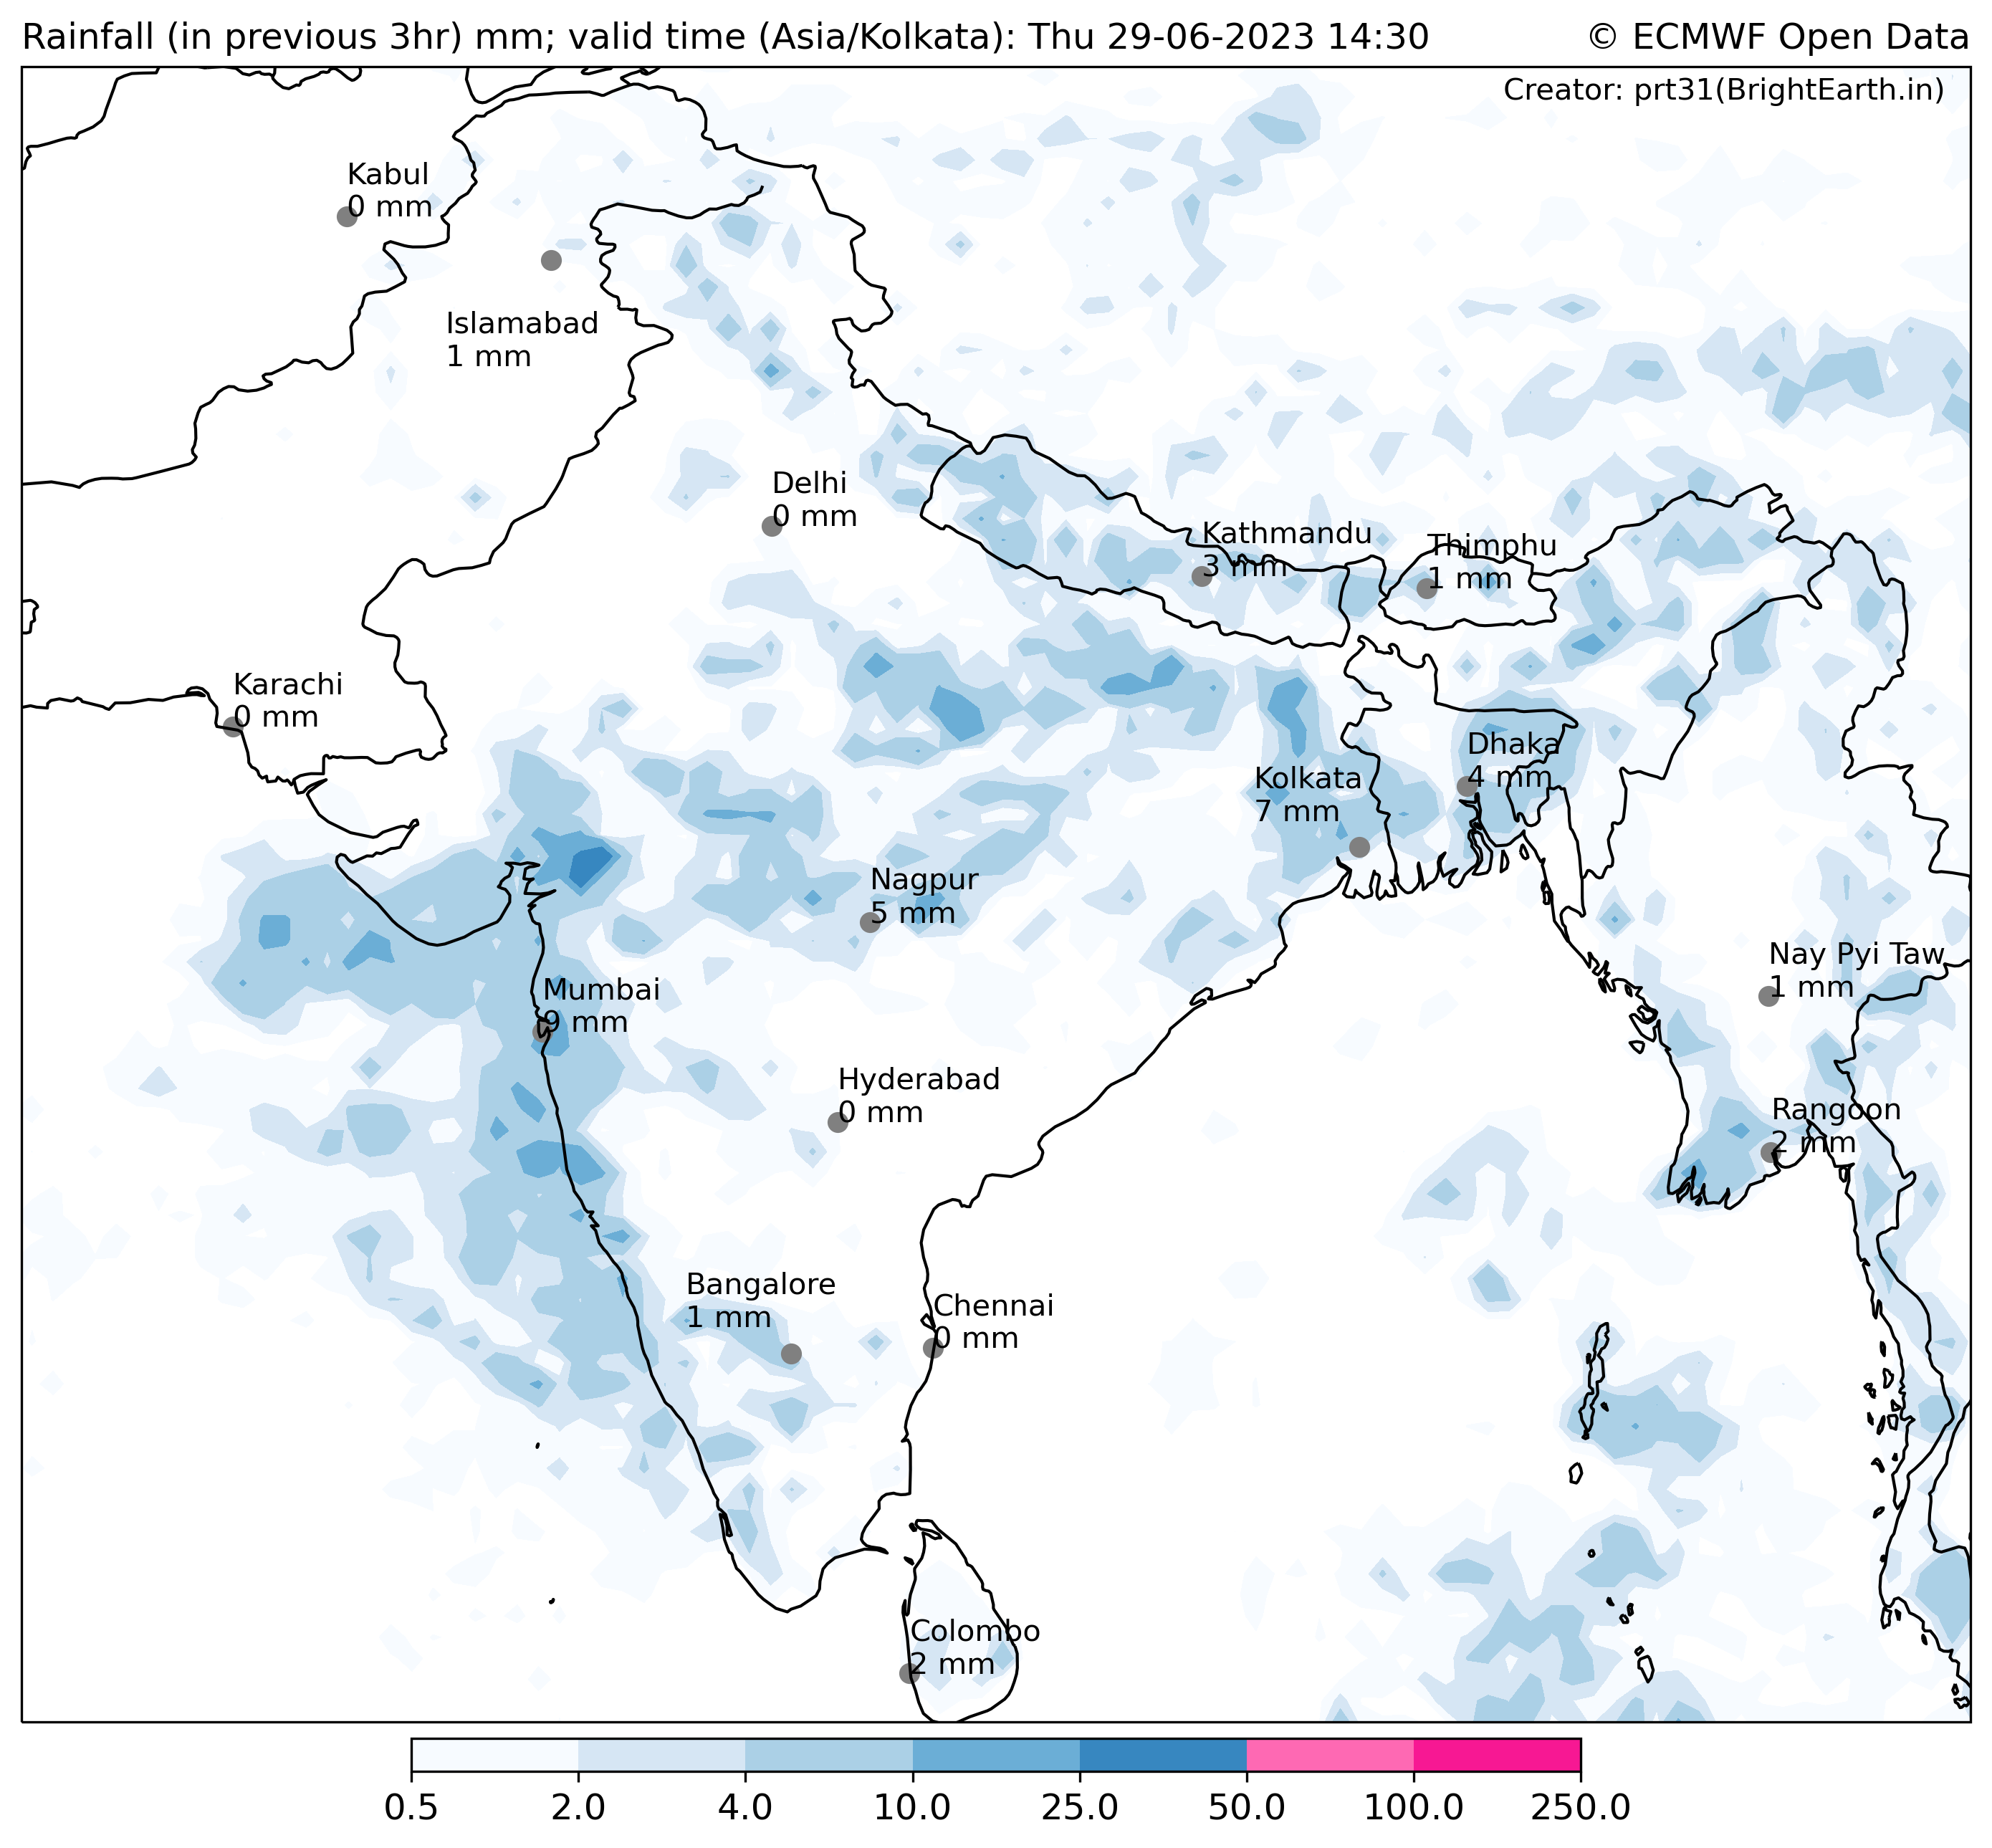 Rainfall (in previous 3hr) mm; valid time (Asia/Kolkata): Thu 29-06-2023 14:30
© ECMWF Open Data
Creator: prt31(BrightEarth.in)
Kabul
0 mm
Islamabad
1 mm
Delhi
0 mm
Kathmandu
3 mm
Thimphu
1 mm
Karachi
0 mm
Dhaka
4 mm
Kolkata
7 mm
Nagpur
5 mm
Nay Pyi Taw
1 mm
Mumbai
9 mm
Hyderabad
0 mm
Rangoon
2 mm
Bangalore
1 mm
Chennai
0 mm
Colombo
2 mm
0.5 2.0 4.0 10.0 25.0 50.0 100.0 250.0